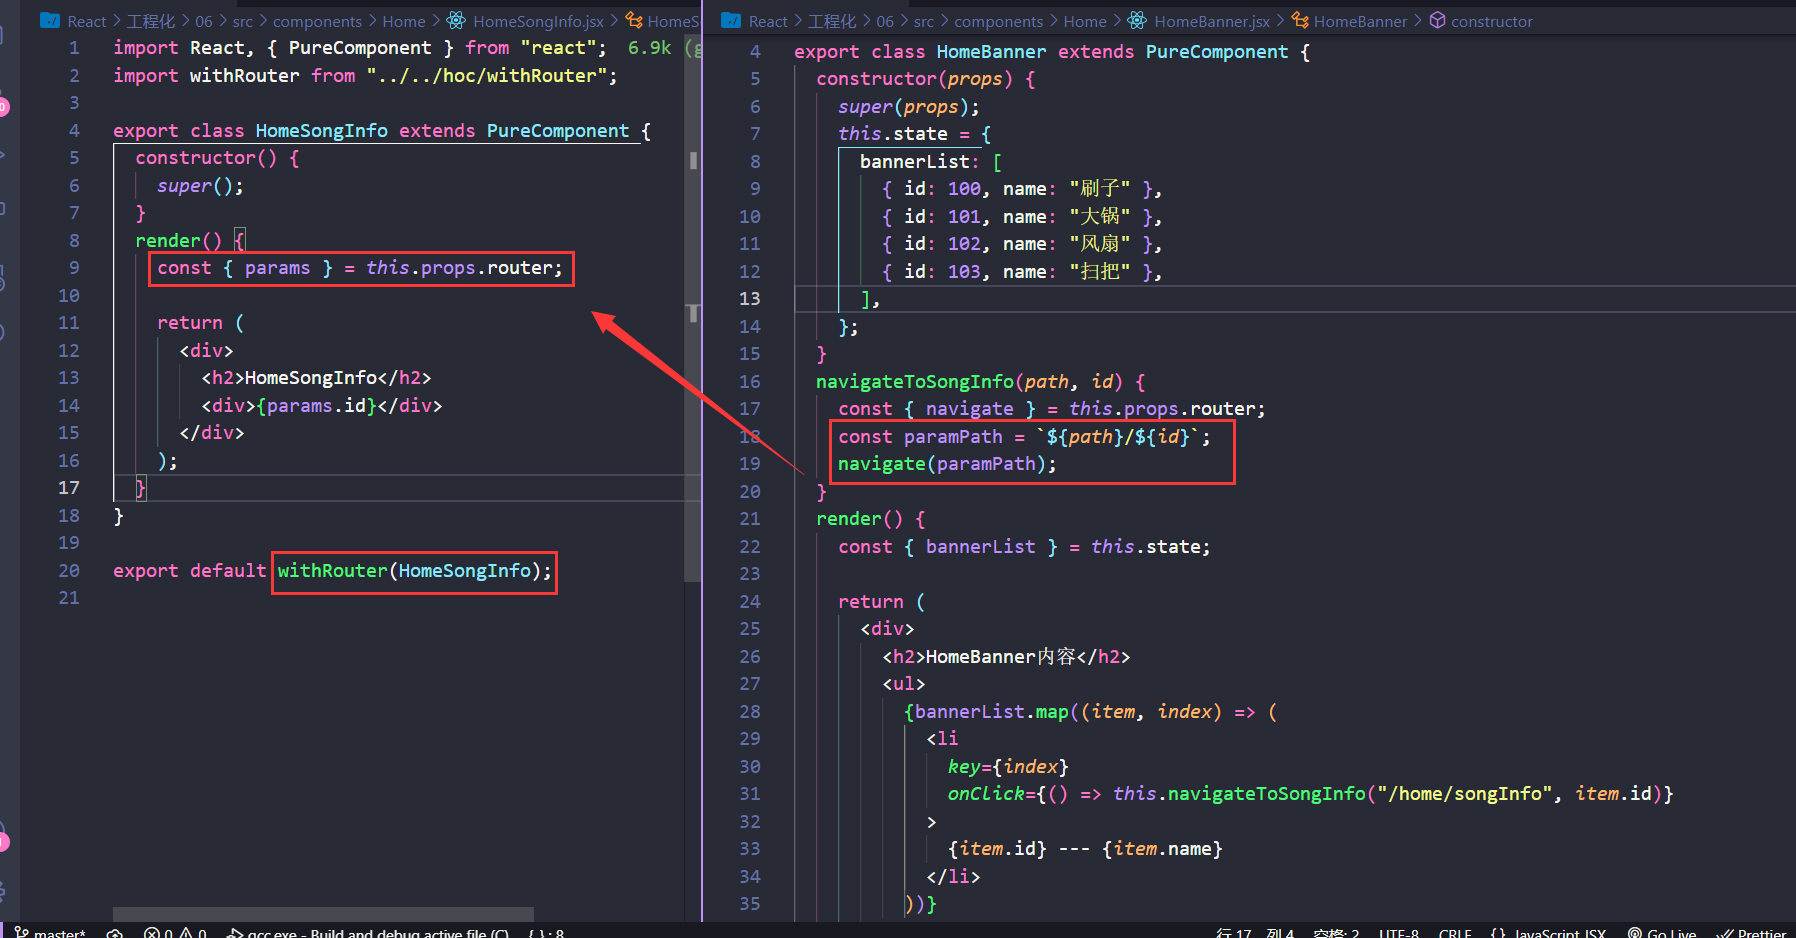 React > 工程化 > 06 > src > components > Home > HomeSongInfo.jsx > HomeS
1 import React, { PureComponent } from "react"; 6.9k (g
2 import withRouter from "../../hoc/withRouter";
3
4 export class HomeSongInfo extends PureComponent {
5 constructor() {
6 super();
7 }
8 render() {
9 const { params } = this.props.router;
10
11 return (
12 <div>
13 <h2>HomeSongInfo</h2>
14 <div>{params.id}</div>
15 </div>
16 );
17 }
18 }
19
20 export default withRouter(HomeSongInfo);
21
React > 工程化 > 06 > src > components > Home > HomeBanner.jsx > HomeBanner > constructor
4 export class HomeBanner extends PureComponent {
5 constructor(props) {
6 super(props);
7 this.state = {
8 bannerList: [
9 { id: 100, name: "刷子" },
10 { id: 101, name: "大锅" },
11 { id: 102, name: "风扇" },
12 { id: 103, name: "扫把" },
13 ],
14 };
15 }
16 navigateToSongInfo(path, id) {
17 const { navigate } = this.props.router;
18 const paramPath = `${path}/${id}`;
19 navigate(paramPath);
20 }
21 render() {
22 const { bannerList } = this.state;
23
24 return (
25 <div>
26 <h2>HomeBanner内容</h2>
27 <ul>
28 {bannerList.map((item, index) => (
29 <li
30 key={index}
31 onClick={() => this.navigateToSongInfo("/home/songInfo", item.id)}
32 >
33 {item.id} --- {item.name}
34 </li>
35 ))}
master* 0 0 gcc.exe - Build and debug active file (C) { } : 8 行 17, 列 4 空格: 2 UTF-8 CRLF {} JavaScript JSX Go Live Prettier